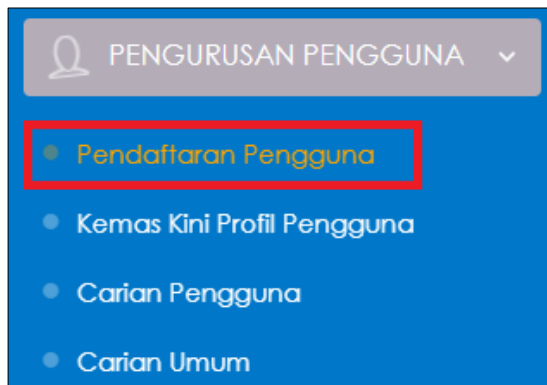 PENGURUSAN PENGGUNA
Pendaftaran Pengguna
Kemas Kini Profil Pengguna
Carian Pengguna
Carian Umum